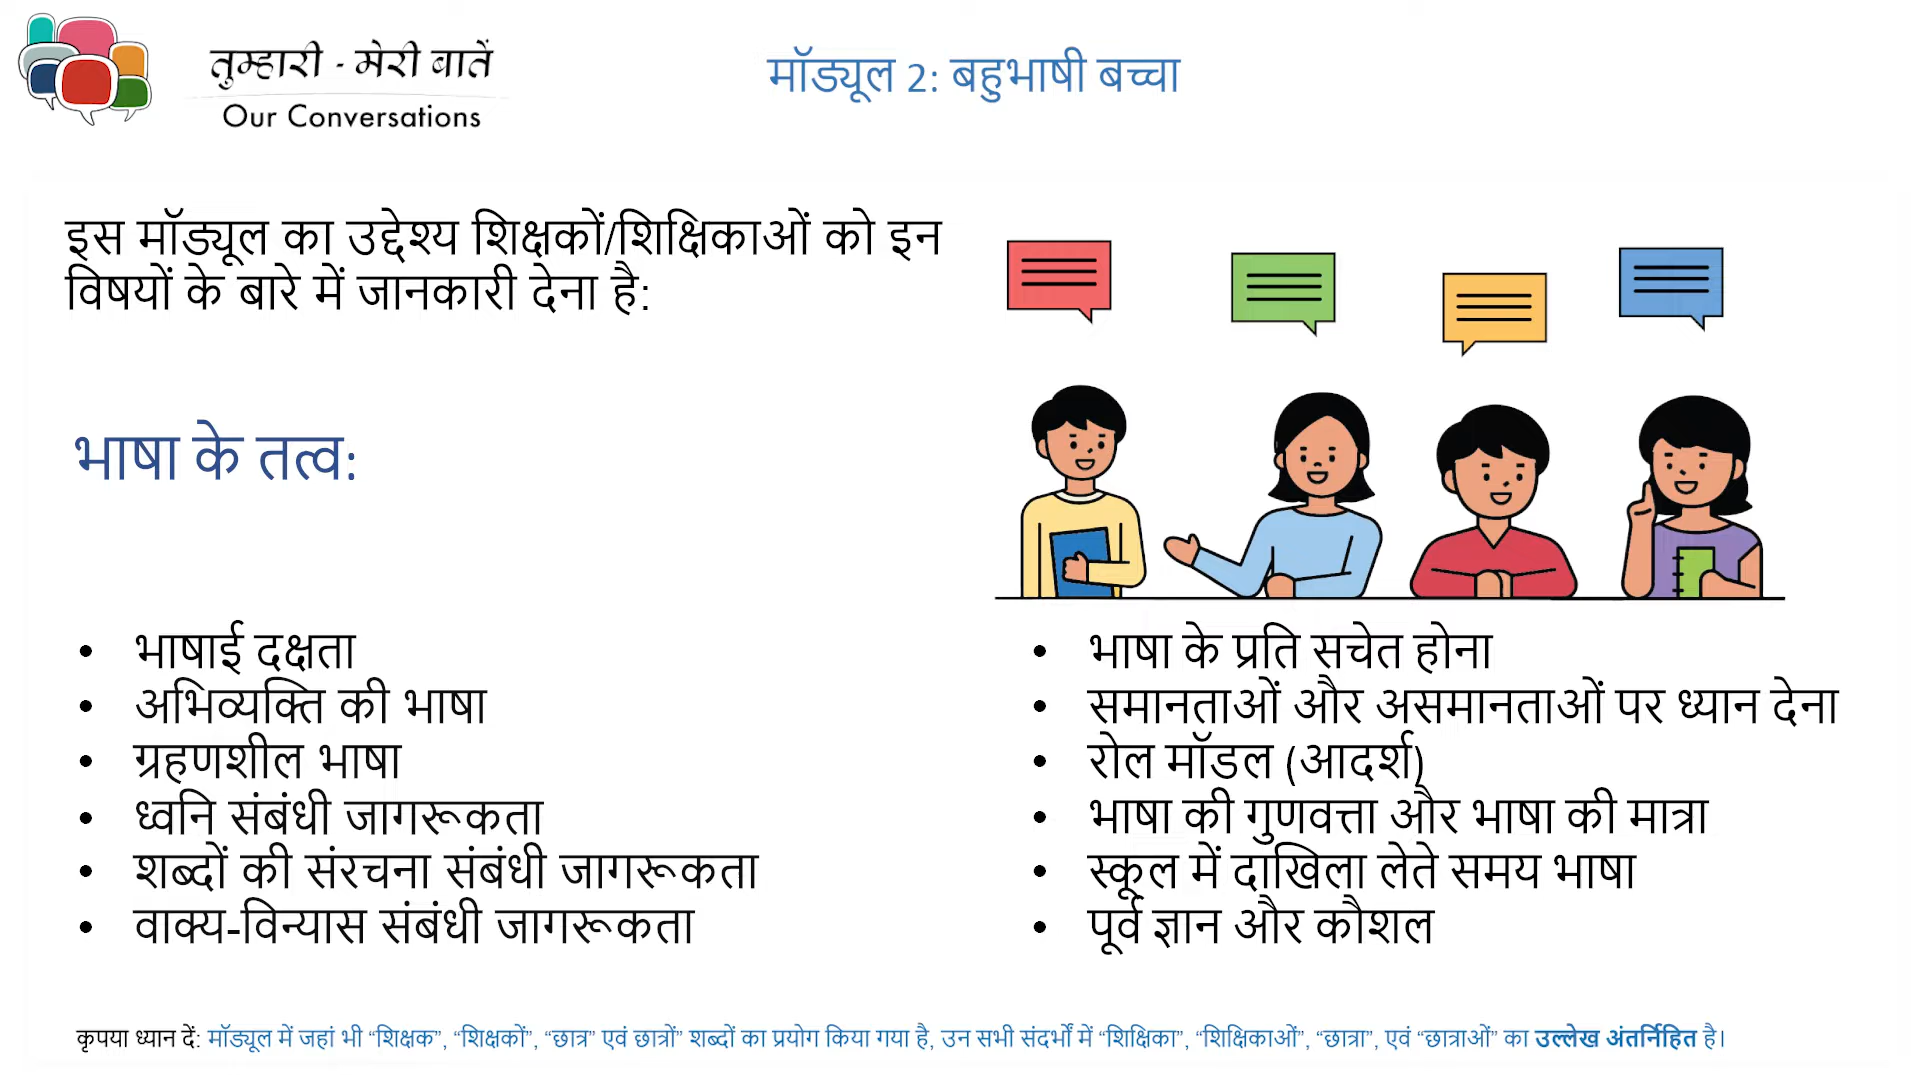 तुम्हारी - मेरी बातें
Our Conversations
मॉड्यूल 2: बहुभाषी बच्चा
इस मॉड्यूल का उद्देश्य शिक्षकों/शिक्षिकाओं को इन
विषयों के बारे में जानकारी देना है:
भाषा के तत्व:
• भाषाई दक्षता
• अभिव्यक्ति की भाषा
• ग्रहणशील भाषा
• ध्वनि संबंधी जागरूकता
• शब्दों की संरचना संबंधी जागरूकता
• वाक्य-विन्यास संबंधी जागरूकता
• भाषा के प्रति सचेत होना
• समानताओं और असमानताओं पर ध्यान देना
• रोल मॉडल (आदर्श)
• भाषा की गुणवत्ता और भाषा की मात्रा
• स्कूल में दाखिला लेते समय भाषा
• पूर्व ज्ञान और कौशल
कृपया ध्यान दें: मॉड्यूल में जहां भी “शिक्षक”, “शिक्षकों”, “छात्र” एवं छात्रों” शब्दों का प्रयोग किया गया है, उन सभी संदर्भों में “शिक्षिका”, “शिक्षिकाओं”, “छात्रा”, एवं “छात्राओं” का उल्लेख अंतर्निहित है।